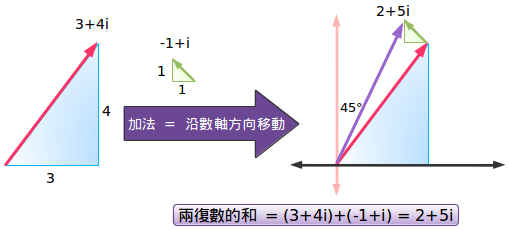 3+4i
4
3
-1+i
1
1
加法 = 沿數軸方向移動
2+5i
45°
兩復數的和 = (3+4i)+(-1+i) = 2+5i